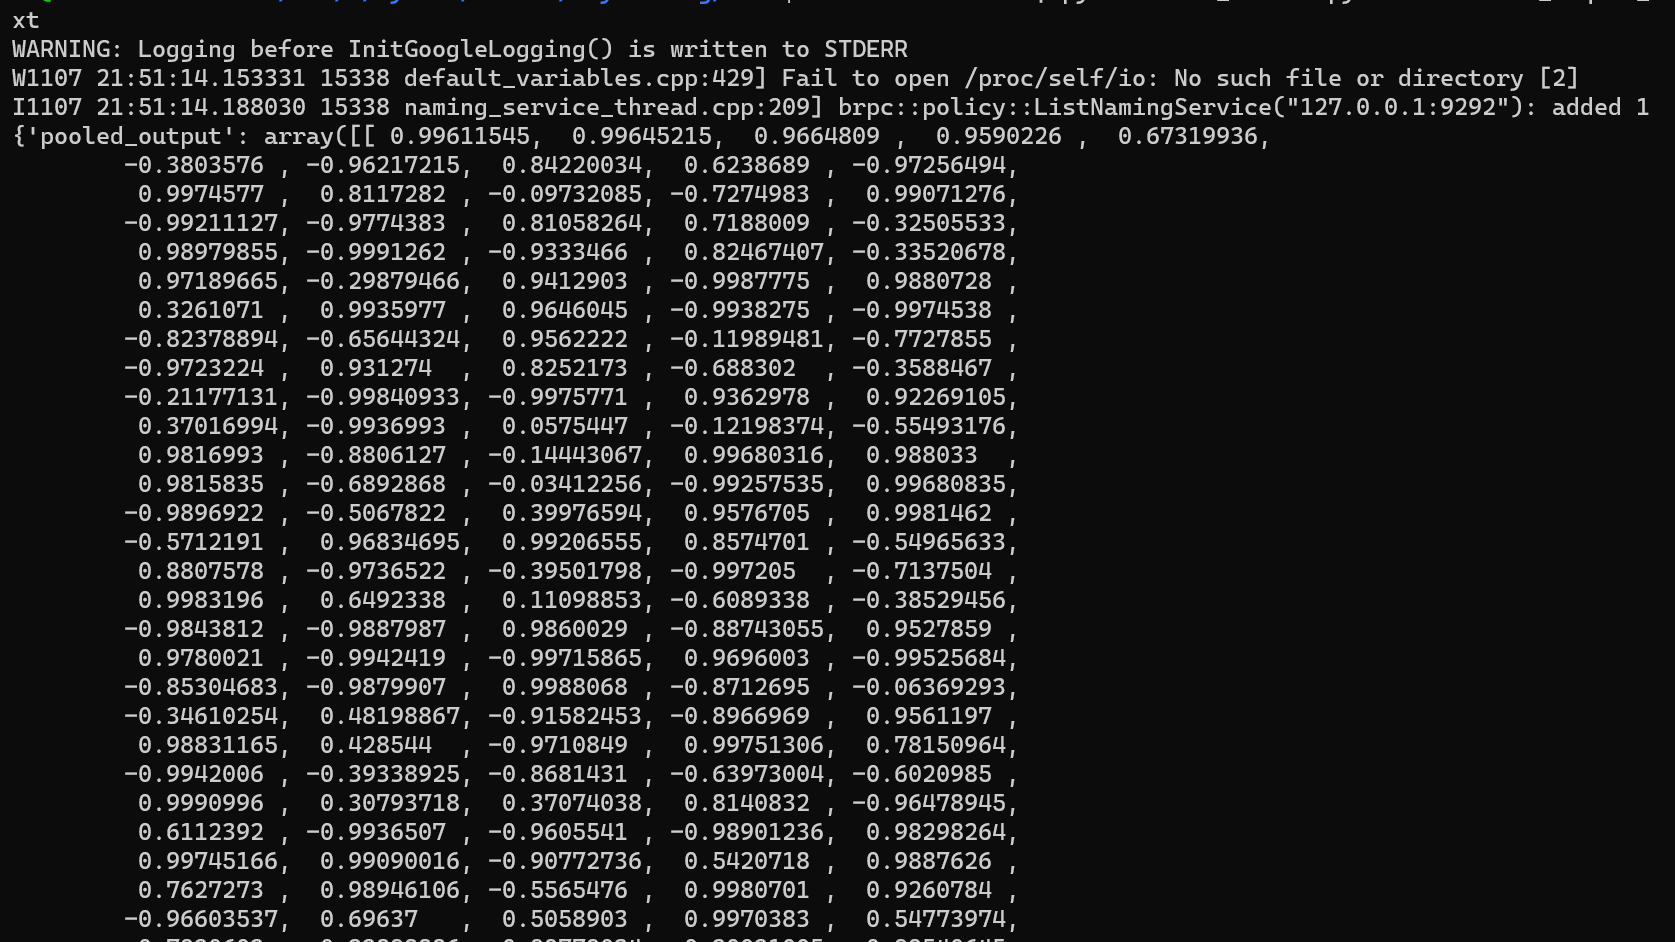 xt
WARNING: Logging before InitGoogleLogging() is written to STDERR
W1107 21:51:14.153331 15338 default_variables.cpp:429] Fail to open /proc/self/io: No such file or directory [2]
I1107 21:51:14.188030 15338 naming_service_thread.cpp:209] brpc::policy::ListNamingService("127.0.0.1:9292"): added 1
{'pooled_output': array([[ 0.99611545,  0.99645215,  0.9664809 ,  0.9590226 ,  0.67319936,
        -0.3803576 , -0.96217215,  0.84220034,  0.6238689 , -0.97256494,
         0.9974577 ,  0.8117282 , -0.09732085, -0.7274983 ,  0.99071276,
        -0.99211127, -0.9774383 ,  0.81058264,  0.7188009 , -0.32505533,
         0.98979855, -0.9991262 , -0.9333466 ,  0.82467407, -0.33520678,
         0.97189665, -0.29879466,  0.9412903 , -0.9987775 ,  0.9880728 ,
         0.3261071 ,  0.9935977 ,  0.9646045 , -0.9938275 , -0.9974538 ,
        -0.82378894, -0.65644324,  0.9562222 , -0.11989481, -0.7727855 ,
        -0.9723224 ,  0.931274  ,  0.8252173 , -0.688302  , -0.3588467 ,
        -0.21177131, -0.99840933, -0.9975771 ,  0.9362978 ,  0.92269105,
         0.37016994, -0.9936993 ,  0.0575447 , -0.12198374, -0.55493176,
         0.9816993 , -0.8806127 , -0.14443067,  0.99680316,  0.988033  ,
         0.9815835 , -0.6892868 , -0.03412256, -0.99257535,  0.99680835,
        -0.9896922 , -0.5067822 ,  0.39976594,  0.9576705 ,  0.9981462 ,
        -0.5712191 ,  0.96834695,  0.99206555,  0.8574701 , -0.54965633,
         0.8807578 , -0.9736522 , -0.39501798, -0.997205  , -0.7137504 ,
         0.9983196 ,  0.6492338 ,  0.11098853, -0.6089338 , -0.38529456,
        -0.9843812 , -0.9887987 ,  0.9860029 , -0.88743055,  0.9527859 ,
         0.9780021 , -0.9942419 , -0.99715865,  0.9696003 , -0.99525684,
        -0.85304683, -0.9879907 ,  0.9988068 , -0.8712695 , -0.06369293,
        -0.34610254,  0.48198867, -0.91582453, -0.8966969 ,  0.9561197 ,
         0.98831165,  0.428544  , -0.9710849 ,  0.99751306,  0.78150964,
        -0.9942006 , -0.39338925, -0.8681431 , -0.63973004, -0.6020985 ,
         0.9990996 ,  0.30793718,  0.37074038,  0.8140832 , -0.96478945,
         0.6112392 , -0.9936507 , -0.9605541 , -0.98901236,  0.98298264,
         0.99745166,  0.99090016, -0.90772736,  0.5420718 ,  0.9887626 ,
         0.7627273 ,  0.98946106, -0.5565476 ,  0.9980701 ,  0.9260784 ,
        -0.96603537,  0.69637   ,  0.5058903 ,  0.9970383 ,  0.54773974,